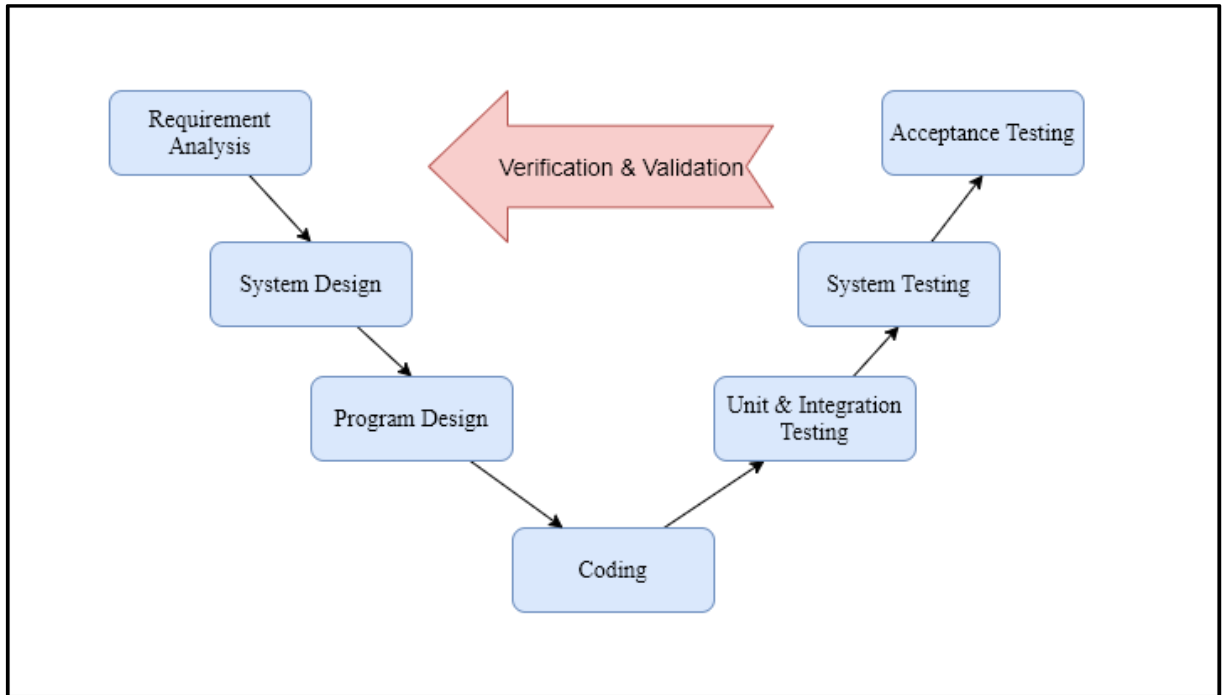 Requirement
Analysis
Verification & Validation
Acceptance Testing
System Design
System Testing
Program Design
Unit & Integration
Testing
Coding